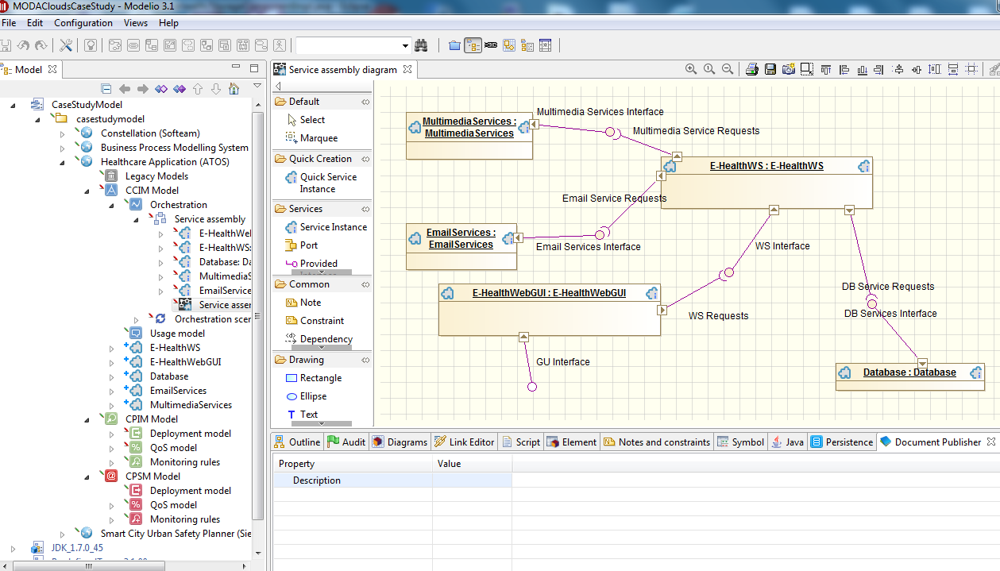 MODACloudsCaseStudy - Modelio 3.1
File Edit Configuration Views Help
Model
CaseStudyModel
casestudymodel
Constellation (Softeam)
Business Process Modelling System
Healthcare Application (ATOS)
Legacy Models
CCIM Model
Orchestration
Service assembly
E-HealthWel
E-HealthWS:
Database: Da
MultimediaS
EmailService
Service asser
Orchestration scer
Usage model
E-HealthWS
E-HealthWebGUI
Database
EmailServices
MultimediaServices
CPIM Model
Deployment model
QoS model
Monitoring rules
CPSM Model
Deployment model
QoS model
Monitoring rules
Smart City Urban Safety Planner (Sie
JDK_1.7.0_45
Service assembly diagram
Default
Select
Marquee
Quick Creation
Quick Service
Instance
Services
Service Instance
Port
Provided
Common
Note
Constraint
Dependency
Drawing
Rectangle
Ellipse
Text
Multimedia Services Interface
MultimediaServices :
MultimediaServices
Multimedia Service Requests
E-HealthWS : E-HealthWS
Email Service Requests
EmailServices :
EmailServices
Email Services Interface
WS Interface
E-HealthWebGUI : E-HealthWebGUI
DB Service Requests
DB Services Interface
WS Requests
GU Interface
Database : Database
Outline Audit Diagrams Link Editor Script Element Notes and constraints Symbol Java Persistence Document Publisher
Property Value
Description